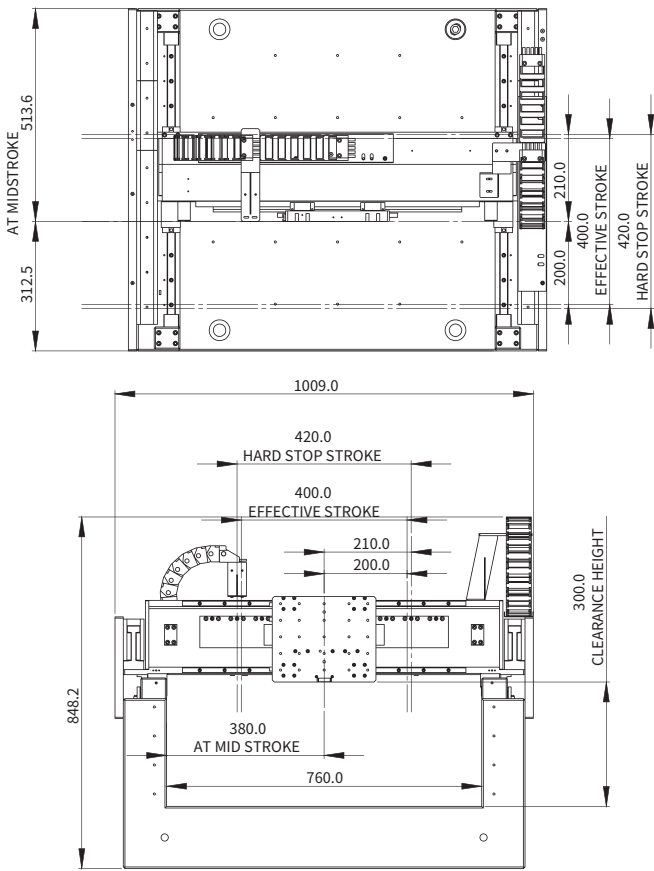 513.6
AT MIDSTROKE
312.5
210.0
200.0
400.0
EFFECTIVE STROKE
420.0
HARD STOP STROKE
1009.0
420.0
HARD STOP STROKE
400.0
EFFECTIVE STROKE
210.0
200.0
300.0
CLEARANCE HEIGHT
848.2
380.0
AT MID STROKE
760.0